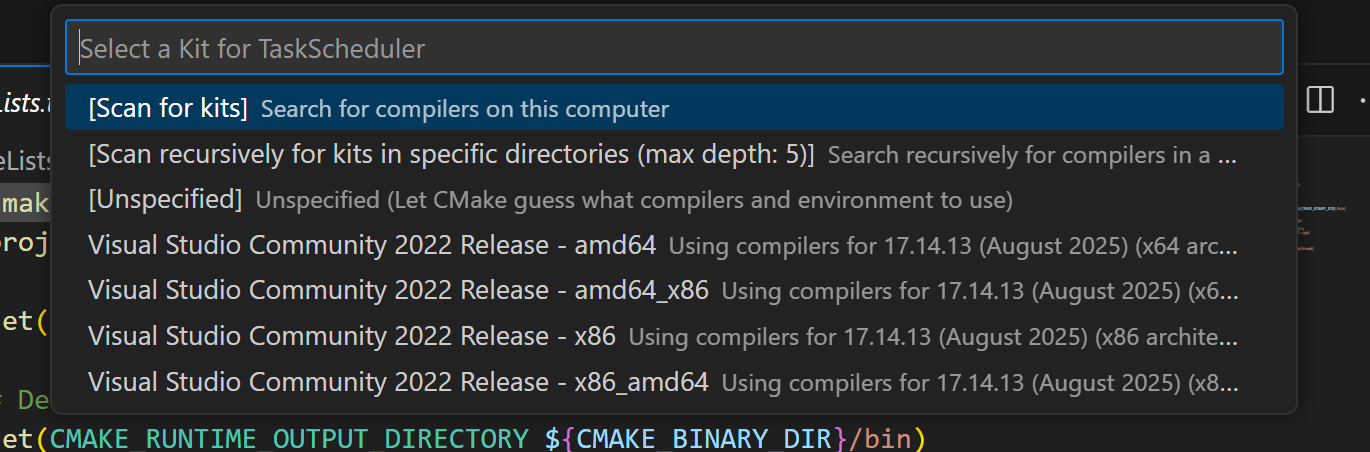 Select a Kit for TaskScheduler
[Scan for kits] Search for compilers on this computer
[Scan recursively for kits in specific directories (max depth: 5)] Search recursively for compilers in a ...
[Unspecified] Unspecified (Let CMake guess what compilers and environment to use)
Visual Studio Community 2022 Release - amd64 Using compilers for 17.14.13 (August 2025) (x64 arc...
Visual Studio Community 2022 Release - amd64_x86 Using compilers for 17.14.13 (August 2025) (x6...
Visual Studio Community 2022 Release - x86 Using compilers for 17.14.13 (August 2025) (x86 archite...
Visual Studio Community 2022 Release - x86_amd64 Using compilers for 17.14.13 (August 2025) (x8...
ists.
eLists
mak
roj
et(
De
et(CMAKE_RUNTIME_OUTPUT_DIRECTORY ${CMAKE_BINARY_DIR}/bin)